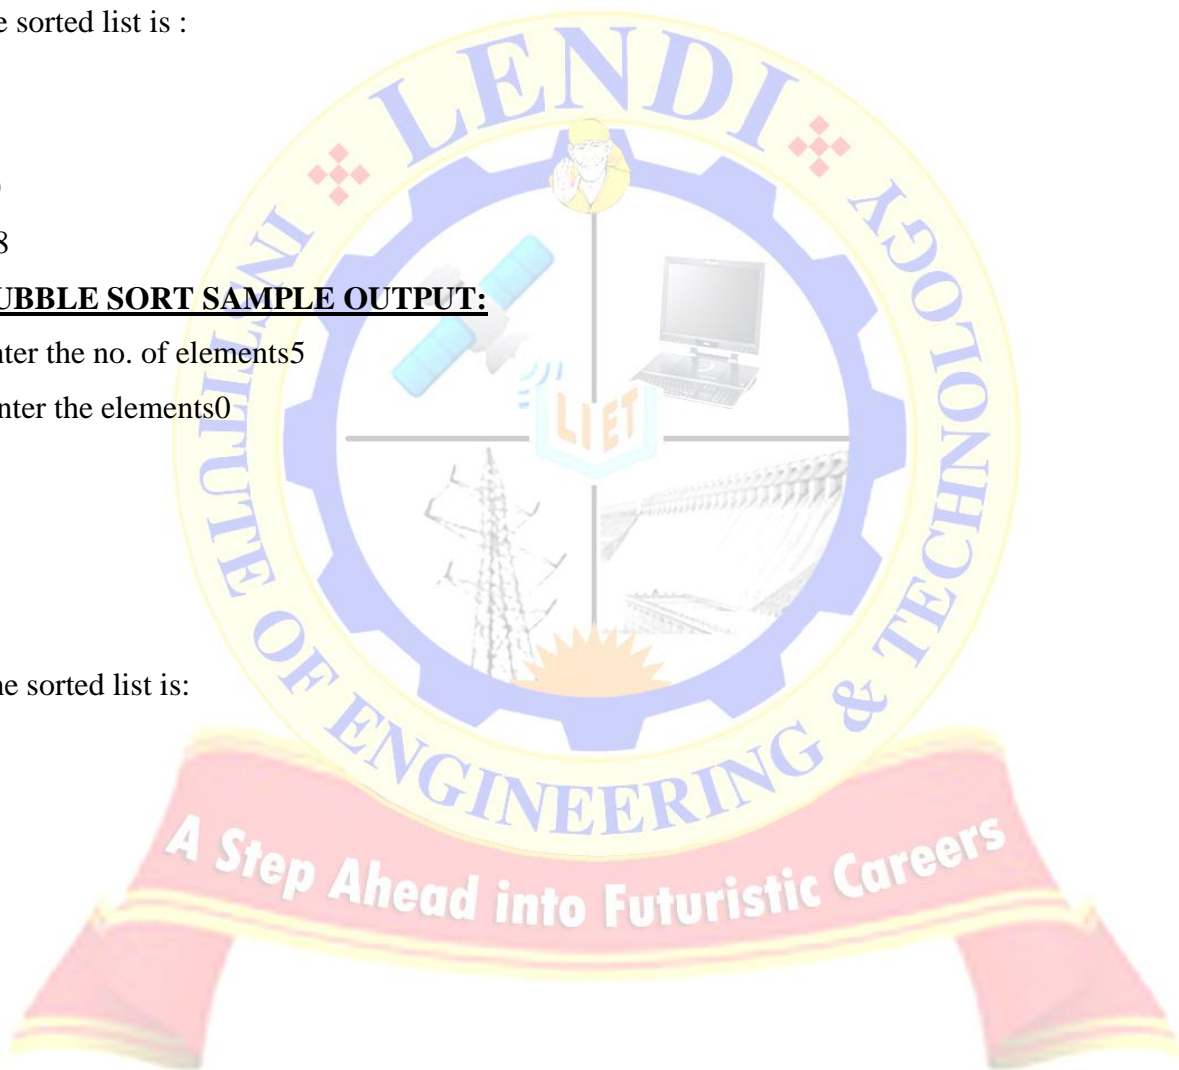 e sorted list is :
8
UBBLE SORT SAMPLE OUTPUT:
nter the no. of elements5
nter the elements0
ne sorted list is:
LENDI
INSTITUTE OF ENGINEERING & TECHNOLOGY
LIET
A Step Ahead into Futuristic Careers